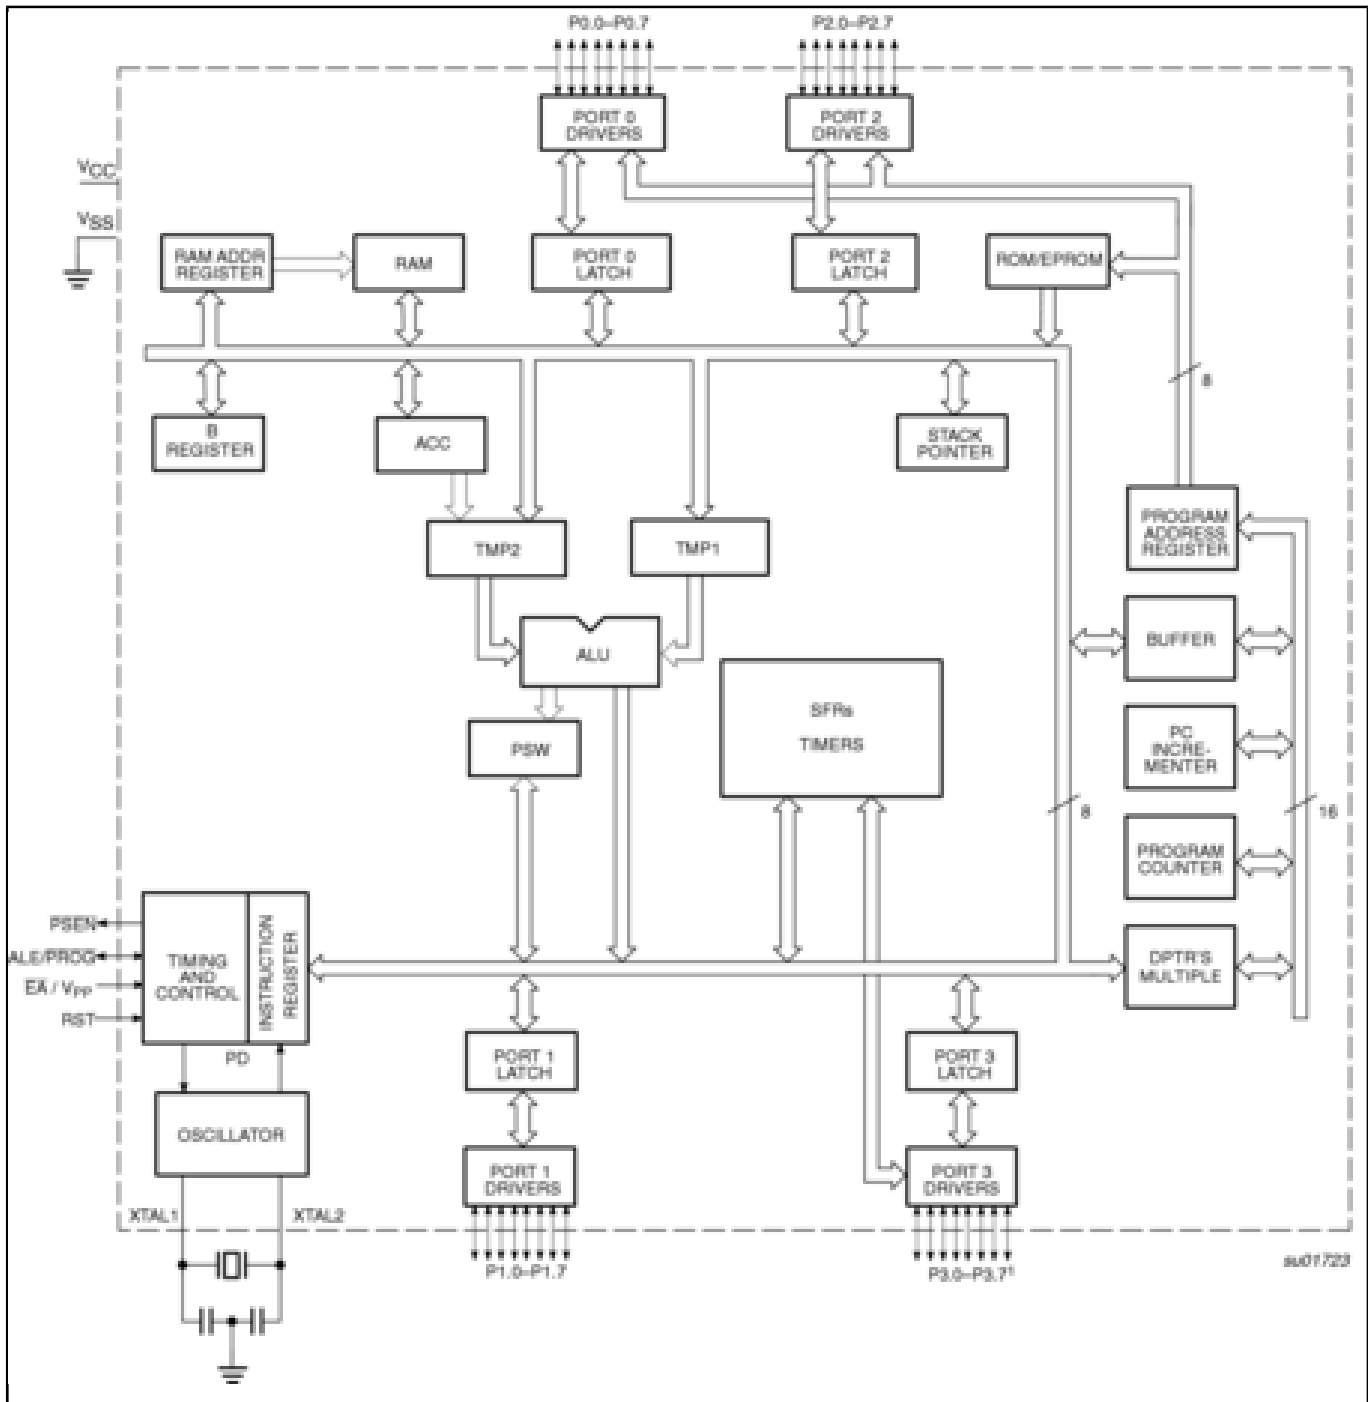 P0.0–P0.7
P2.0–P2.7
PORT 0
DRIVERS
PORT 2
DRIVERS
VCC
VSS
RAM ADDR
REGISTER
RAM
PORT 0
LATCH
PORT 2
LATCH
ROM/EPROM
8
B
REGISTER
ACC
STACK
POINTER
PROGRAM
ADDRESS
REGISTER
TMP2
TMP1
ALU
BUFFER
SFRs
TIMERS
PSW
PC
INCRE-
MENTER
8
16
PROGRAM
COUNTER
PSEN
ALE/PROG
EA / VPP
RST
TIMING
AND
CONTROL
INSTRUCTION
REGISTER
DPTR'S
MULTIPLE
PD
PORT 1
LATCH
PORT 3
LATCH
OSCILLATOR
PORT 1
DRIVERS
PORT 3
DRIVERS
XTAL1
XTAL2
P1.0–P1.7
P3.0–P3.7¹
su01723